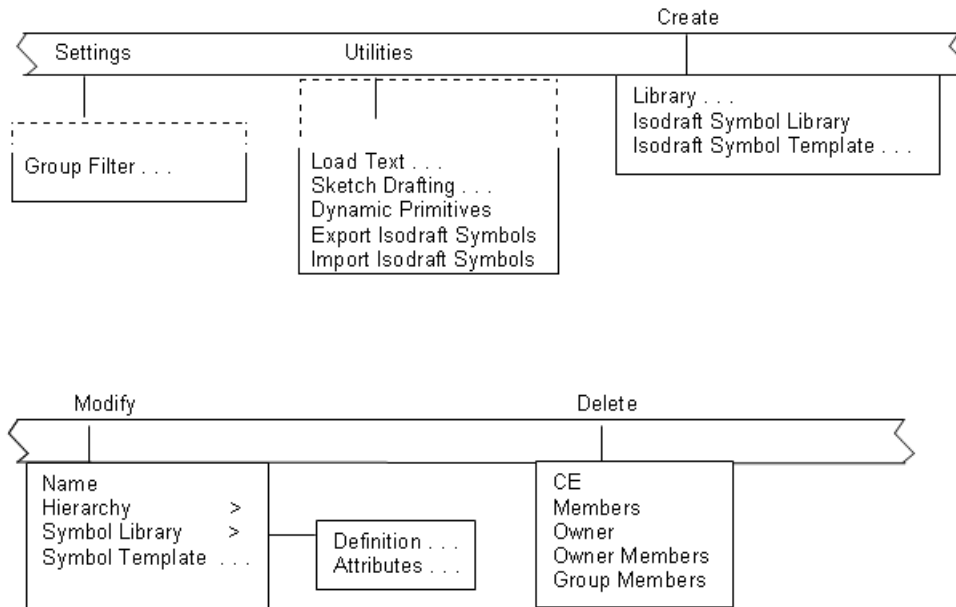 Create
Settings
Utilities
Library . . .
Isodraft Symbol Library
Isodraft Symbol Template . . .
Group Filter . . .
Load Text . . .
Sketch Drafting . . .
Dynamic Primitives
Export Isodraft Symbols
Import Isodraft Symbols
Modify
Delete
Name
Hierarchy >
Symbol Library >
Symbol Template . . .
Definition . . .
Attributes . . .
CE
Members
Owner
Owner Members
Group Members